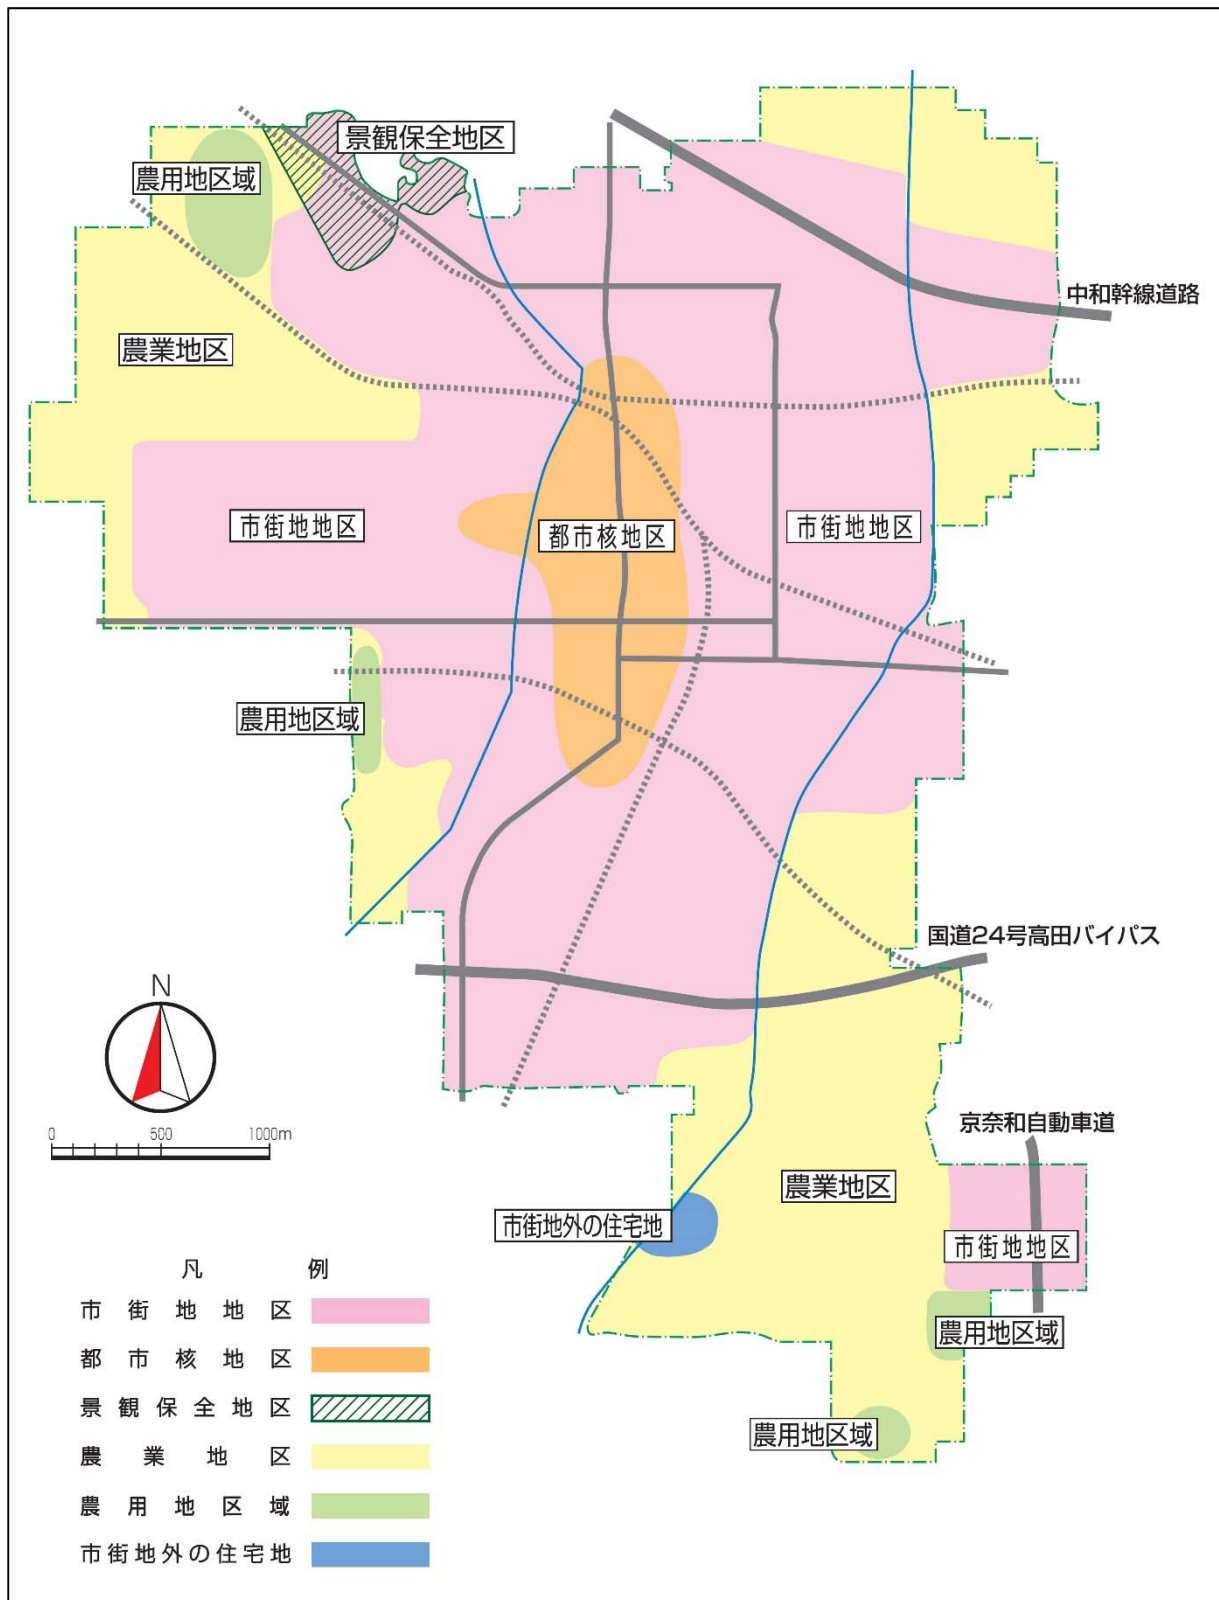 景観保全地区
農用地区域
中和幹線道路
農業地区
市街地地区
都市核地区
市街地地区
農用地区域
国道24号高田バイパス
N
0 500 1000m
京奈和自動車道
農業地区
市街地外の住宅地
市街地地区
農用地区域
農用地区域
凡例
市街地地区
都市核地区
景観保全地区
農業地区
農用地区域
市街地外の住宅地